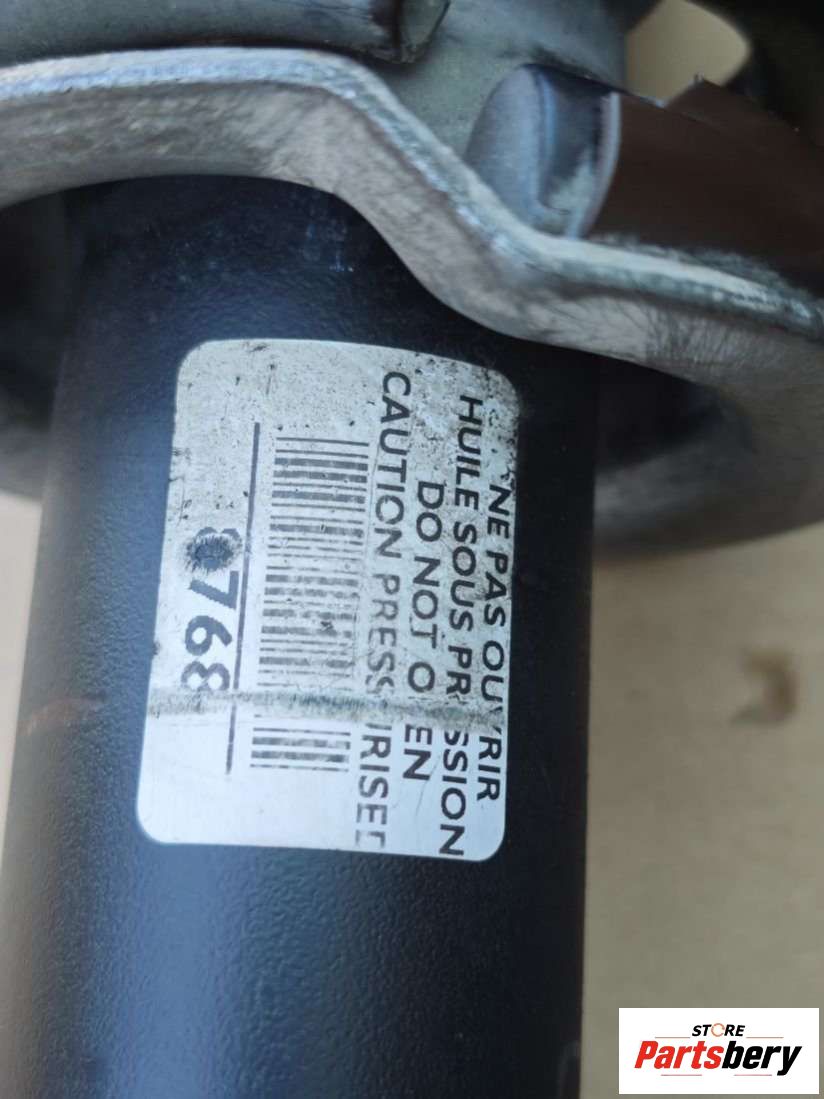 NE PAS OUVRIR
HUILE SOUS PRESSION
DO NOT OPEN
CAUTION PRESSURISED
768
STORE
Partsbery